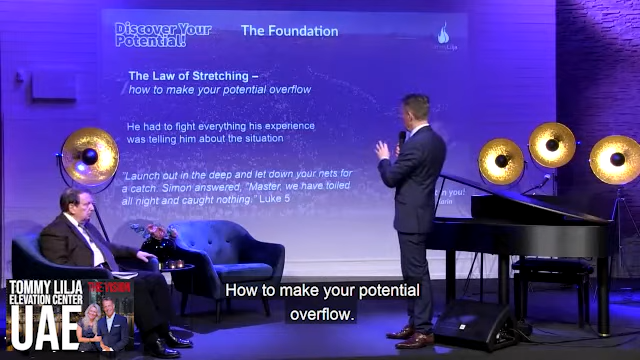 Discover Your
Potential!
The Foundation
Lilja
The Law of Stretching –
how to make your potential overflow
He had to fight everything his experience
was telling him about the situation
"Launch out in the deep and let down your nets for
a catch. Simon answered, "Master, we have toiled
all night and caught nothing." Luke 5
in you!
How to make your potential
overflow.
TOMMY LILJA
ELEVATION CENTER
UAE